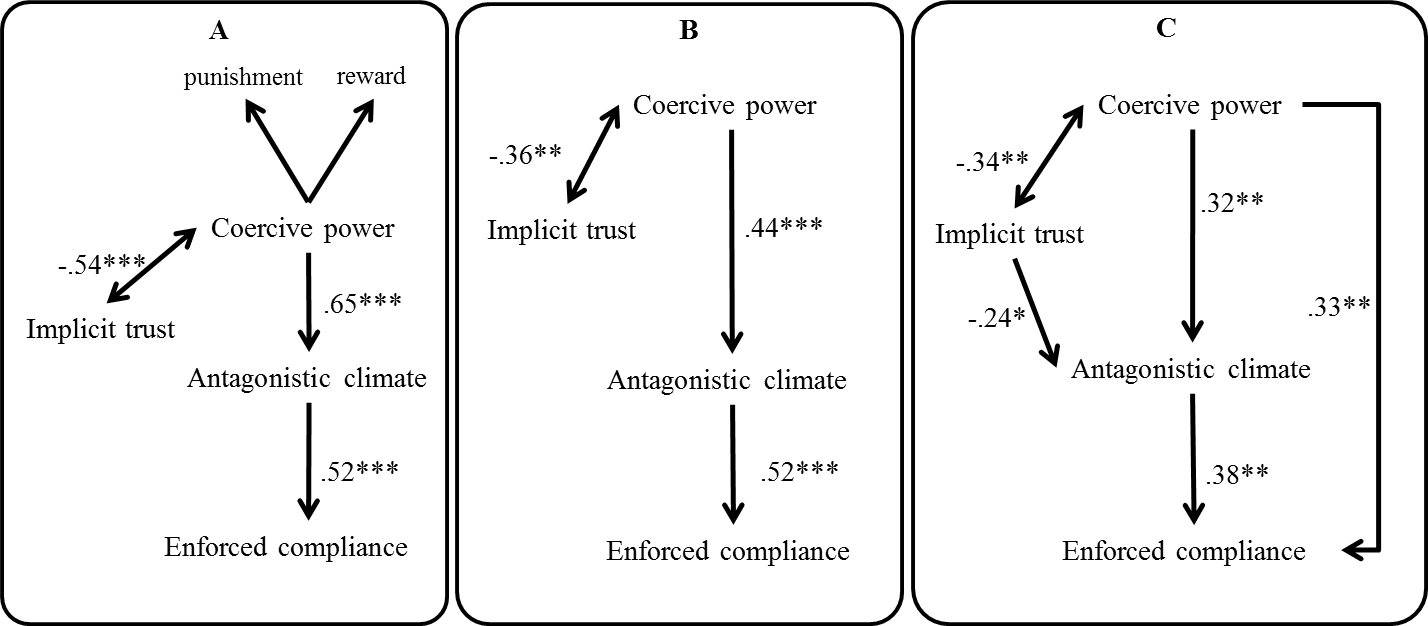 A
punishment reward
Coercive power
-.54***
.65***
Implicit trust
Antagonistic climate
.52***
Enforced compliance
B
Coercive power
-.36**
Implicit trust
.44***
Antagonistic climate
.52***
Enforced compliance
C
Coercive power
-.34**
.32**
Implicit trust
-.24*
.33**
Antagonistic climate
.38**
Enforced compliance